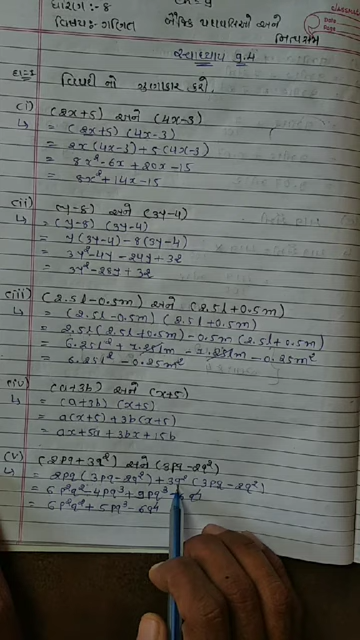 ધોરણ :- 8
વિષય:- ગણિત
બૈજિક પદાવલિઓ અને
નિત્યસમ
Date
Page
સ્વાધ્યાય 9.4
દ્વિપદી નો ગુણાકાર કરો.
(i) (2x+5) અને (4x-3)
↳ = (2x+5) (4x-3)
= 2x(4x-3) + 5(4x-3)
= 8x²-6x + 20x - 15
= 8x² + 14x - 15
(ii) (y-8) અને (3y-4)
↳ = (y-8) (3y-4)
= y(3y-4) - 8(3y-4)
= 3y²-4y - 24y + 32
= 3y²-28y + 32
(iii) (2.5l-0.5m) અને (2.5l+0.5m)
↳ = (2.5l-0.5m) (2.5l+0.5m)
= 2.5l(2.5l+0.5m) - 0.5m(2.5l+0.5m)
= 6.25l² + 1.25lm - 1.25lm - 0.25m²
= 6.25l² - 0.25m²
(iv) (a+3b) અને (x+5)
↳ = (a+3b) (x+5)
= a(x+5) + 3b(x+5)
= ax+5a + 3bx + 15b
(v) (2pq+3q²) અને (3pq-2q²)
↳ = 2pq(3pq-2q²) + 3q²(3pq-2q²)
= 6p²q² - 4pq³ + 9pq³
= 6p²q² + 5pq³ - 6q⁴